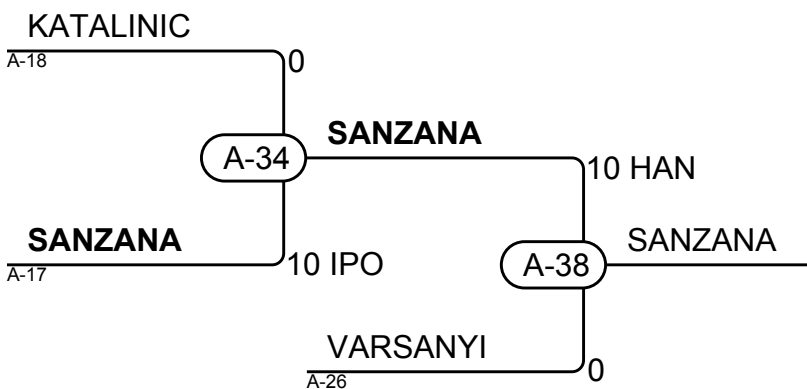 KATALINIC
A-18
0
A-34
SANZANA
10 HAN
SANZANA
A-17
10 IPO
A-38
SANZANA
VARSANYI
A-26
0